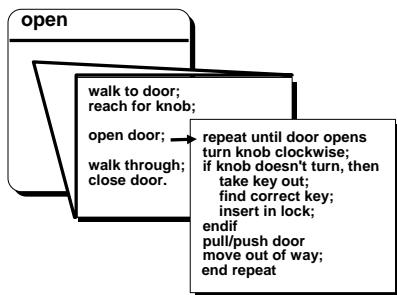 open
walk to door;
reach for knob;
open door;
walk through;
close door.
repeat until door opens
turn knob clockwise;
if knob doesn't turn, then
take key out;
find correct key;
insert in lock;
endif
pull/push door
move out of way;
end repeat